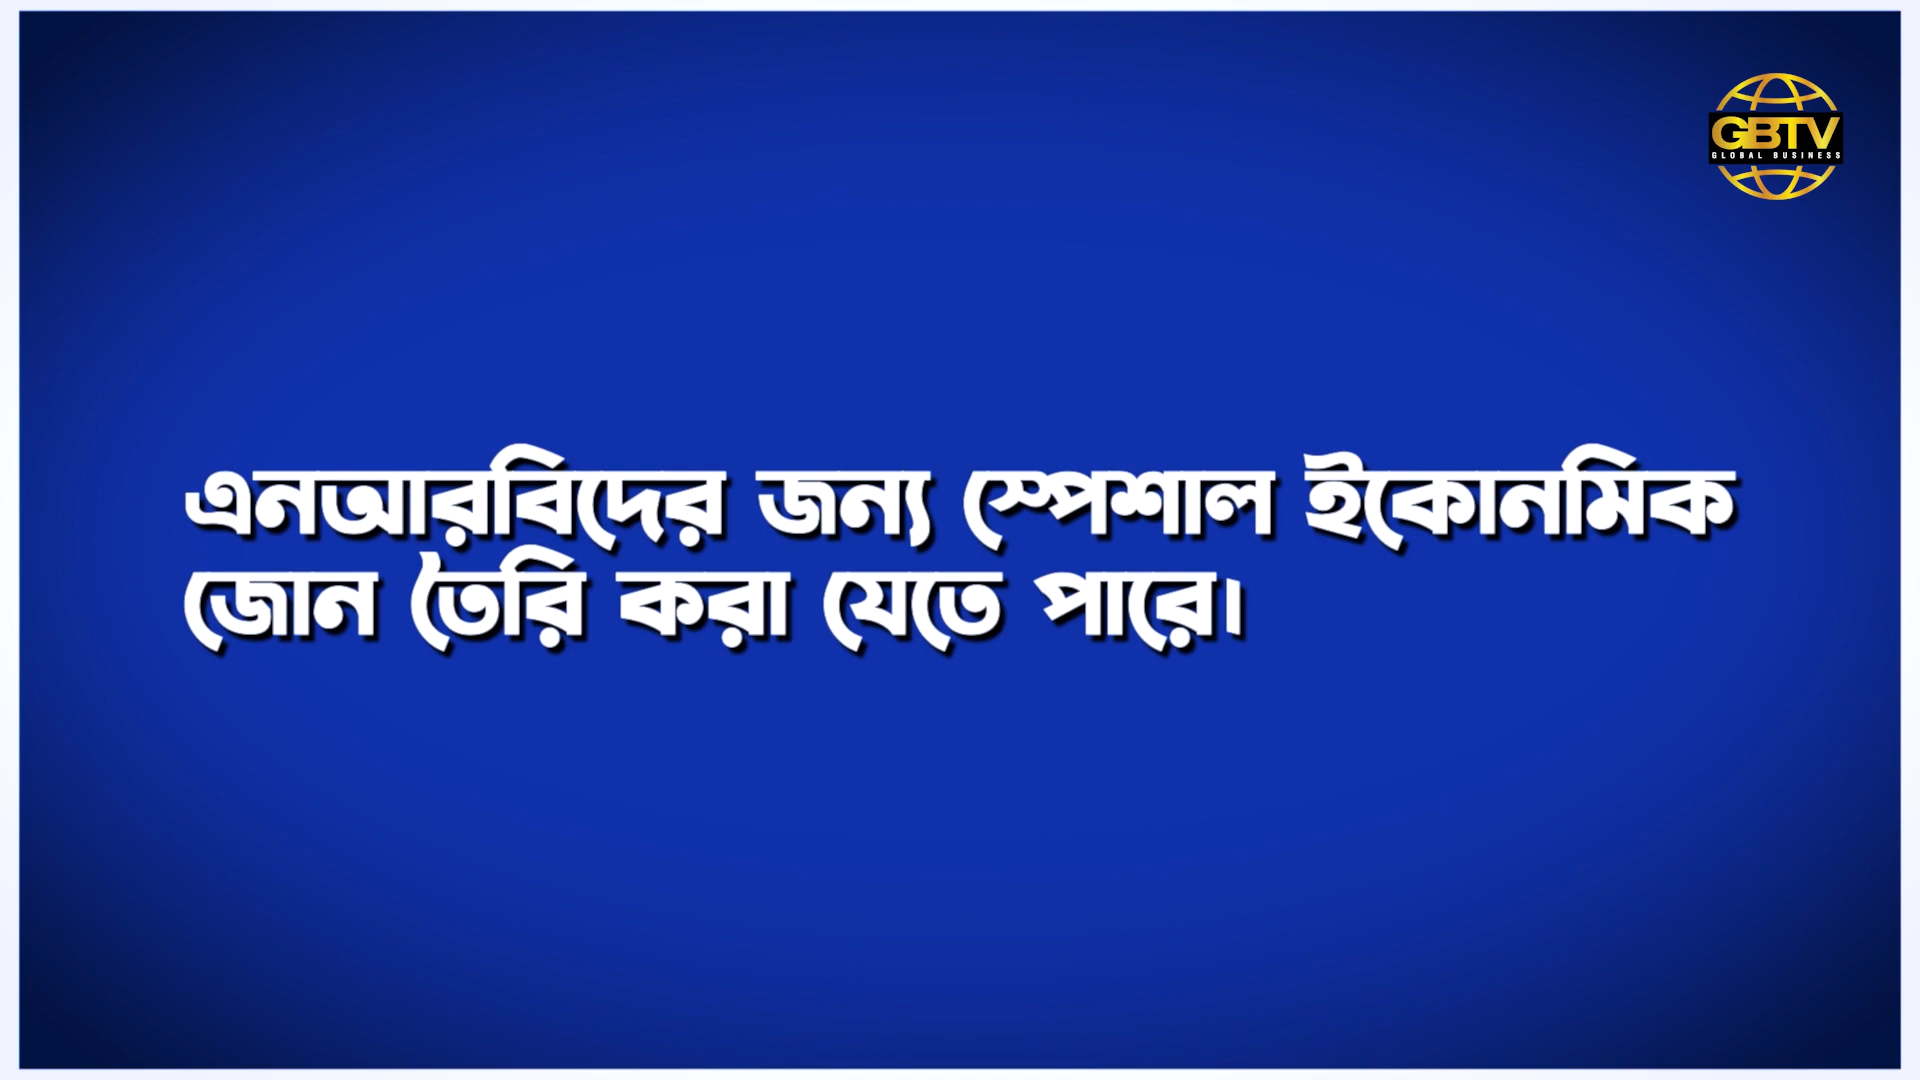 GBTV
GLOBAL BUSINESS
এনআরবিদের জন্য স্পেশাল ইকোনমিক
জোন তৈরি করা যেতে পারে।